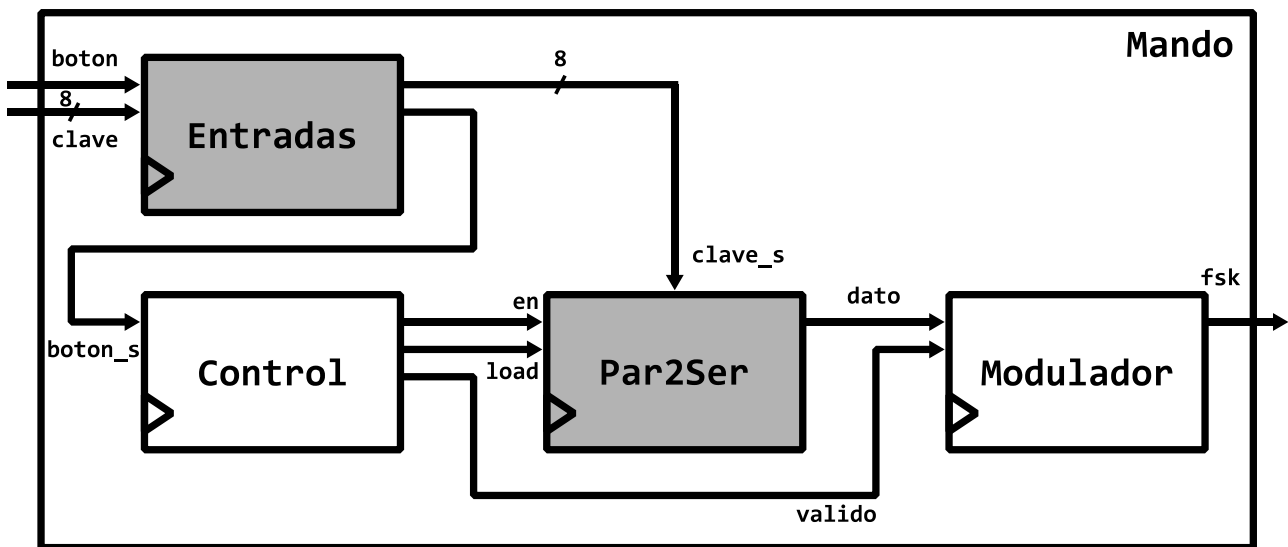 Mando
boton
8
clave
Entradas
8
clave_s
boton_s
Control
en
load
Par2Ser
dato
valido
Modulador
fsk